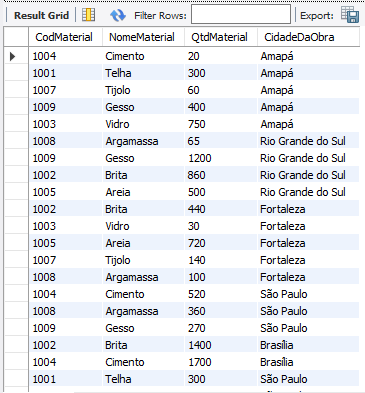 Result Grid Filter Rows: Export:
CodMaterial NomeMaterial QtdMaterial CidadeDaObra
1004 Cimento 20 Amapá
1001 Telha 300 Amapá
1007 Tijolo 60 Amapá
1009 Gesso 400 Amapá
1003 Vidro 750 Amapá
1008 Argamassa 65 Rio Grande do Sul
1009 Gesso 1200 Rio Grande do Sul
1002 Brita 860 Rio Grande do Sul
1005 Areia 500 Rio Grande do Sul
1002 Brita 440 Fortaleza
1003 Vidro 30 Fortaleza
1005 Areia 720 Fortaleza
1007 Tijolo 140 Fortaleza
1008 Argamassa 100 Fortaleza
1004 Cimento 520 São Paulo
1008 Argamassa 360 São Paulo
1009 Gesso 270 São Paulo
1002 Brita 1400 Brasília
1004 Cimento 1700 Brasília
1001 Telha 300 São Paulo